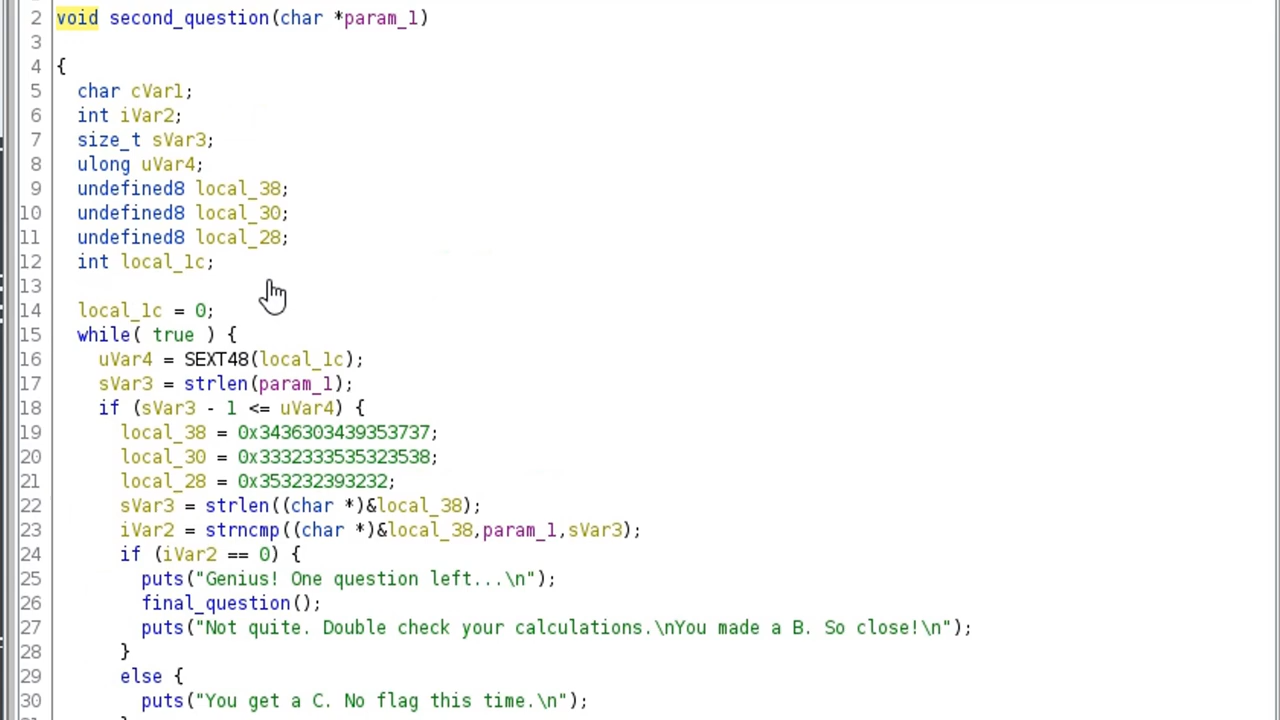 2 void second_question(char *param_1)
3
4 {
5 char cVar1;
6 int iVar2;
7 size_t sVar3;
8 ulong uVar4;
9 undefined8 local_38;
10 undefined8 local_30;
11 undefined8 local_28;
12 int local_1c;
13
14 local_1c = 0;
15 while( true ) {
16 uVar4 = SEXT48(local_1c);
17 sVar3 = strlen(param_1);
18 if (sVar3 - 1 <= uVar4) {
19 local_38 = 0x3436303439353737;
20 local_30 = 0x3332333535323538;
21 local_28 = 0x353232393232;
22 sVar3 = strlen((char *)&local_38);
23 iVar2 = strncmp((char *)&local_38,param_1,sVar3);
24 if (iVar2 == 0) {
25 puts("Genius! One question left...\n");
26 final_question();
27 puts("Not quite. Double check your calculations.\nYou made a B. So close!\n");
28 }
29 else {
30 puts("You get a C. No flag this time.\n");